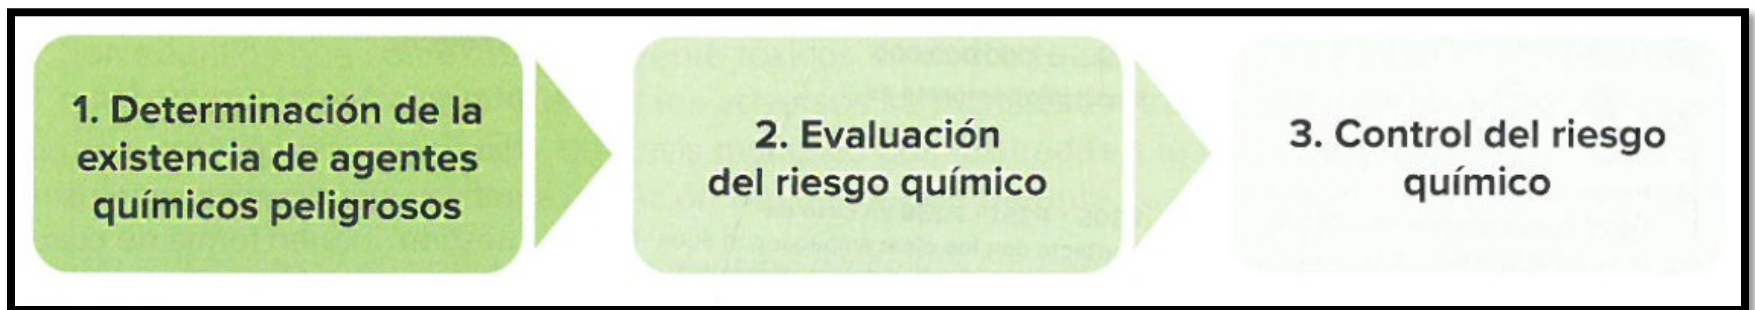 1. Determinación de la
existencia de agentes
químicos peligrosos
2. Evaluación
del riesgo químico
3. Control del riesgo
químico